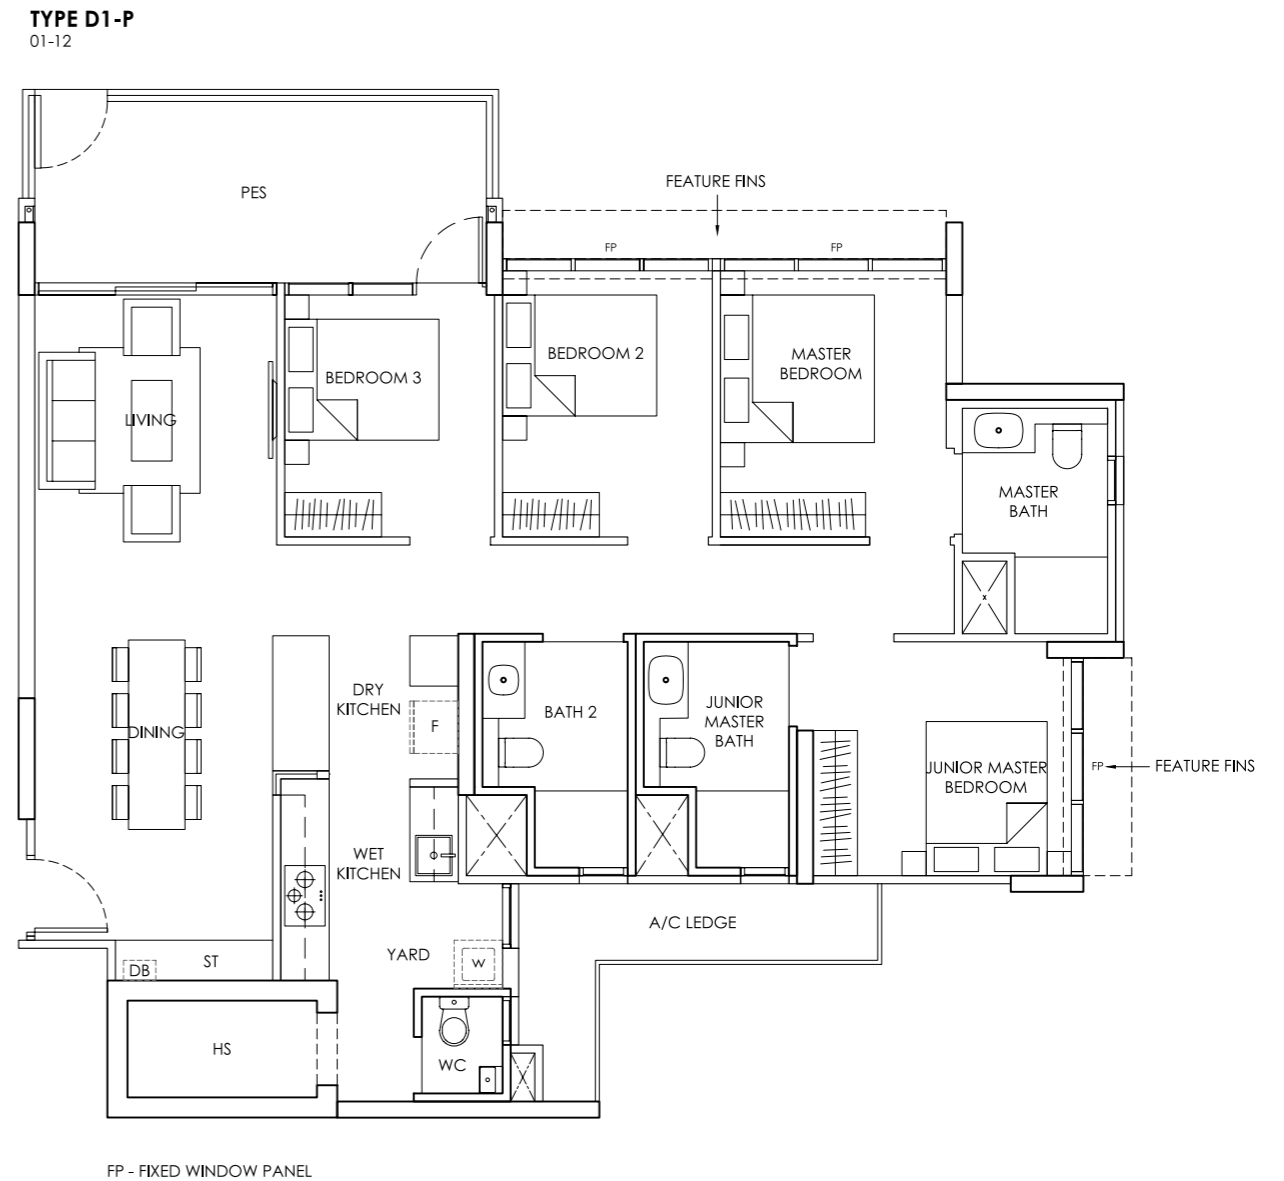 TYPE D1-P
01-12
PES
FEATURE FINS
FP
FP
BEDROOM 3
BEDROOM 2
MASTER
BEDROOM
LIVING
MASTER
BATH
DRY
KITCHEN
F
BATH 2
JUNIOR
MASTER
BATH
DINING
JUNIOR MASTER
BEDROOM
FP
FEATURE FINS
WET
KITCHEN
A/C LEDGE
YARD
W
ST
DB
HS
WC
FP - FIXED WINDOW PANEL